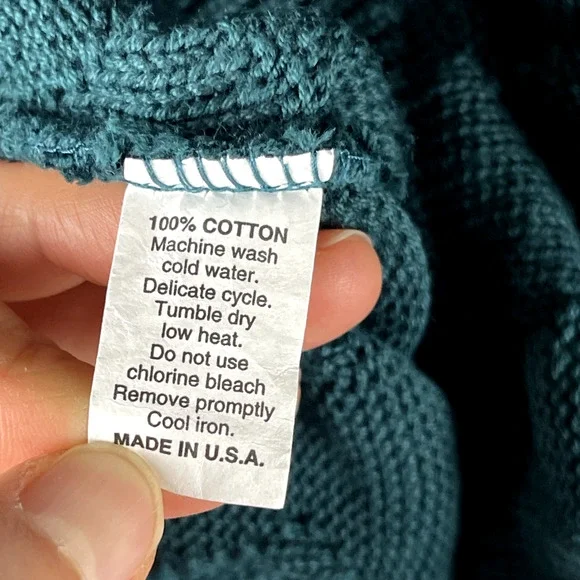 100% COTTON
Machine wash
cold water.
Delicate cycle.
Tumble dry
low heat.
Do not use
chlorine bleach
Remove promptly
Cool iron.
MADE IN U.S.A.